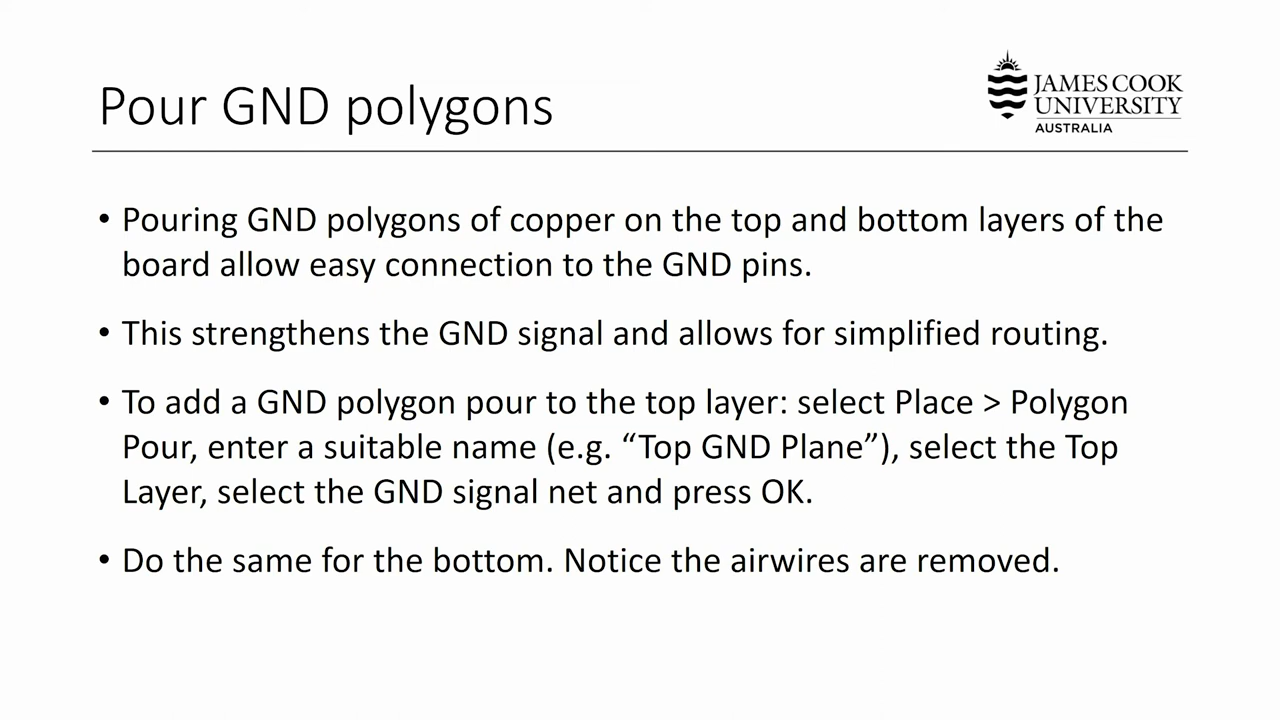 Pour GND polygons
JAMES COOK
UNIVERSITY
AUSTRALIA
• Pouring GND polygons of copper on the top and bottom layers of the
board allow easy connection to the GND pins.
• This strengthens the GND signal and allows for simplified routing.
• To add a GND polygon pour to the top layer: select Place > Polygon
Pour, enter a suitable name (e.g. “Top GND Plane”), select the Top
Layer, select the GND signal net and press OK.
• Do the same for the bottom. Notice the airwires are removed.